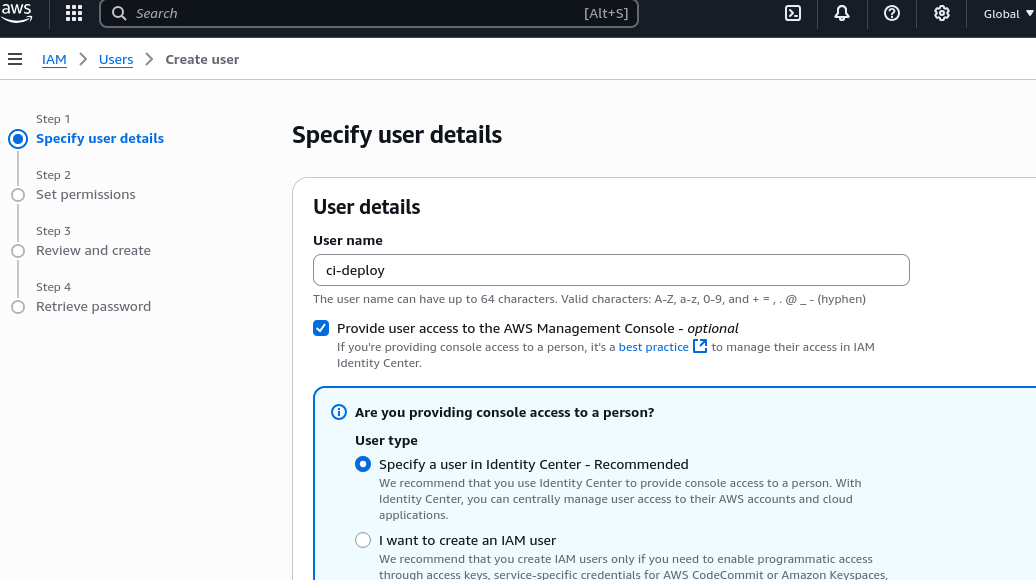 aws
Search
[Alt+S]
Global
IAM
Users
Create user
Step 1
Specify user details
Step 2
Set permissions
Step 3
Review and create
Step 4
Retrieve password
Specify user details
User details
User name
ci-deploy
The user name can have up to 64 characters. Valid characters: A-Z, a-z, 0-9, and + = , . @ _ - (hyphen)
Provide user access to the AWS Management Console - optional
If you're providing console access to a person, it's a best practice to manage their access in IAM
Identity Center.
Are you providing console access to a person?
User type
Specify a user in Identity Center - Recommended
We recommend that you use Identity Center to provide console access to a person. With
Identity Center, you can centrally manage user access to their AWS accounts and cloud
applications.
I want to create an IAM user
We recommend that you create IAM users only if you need to enable programmatic access
through access keys, service-specific credentials for AWS CodeCommit or Amazon Keyspaces,